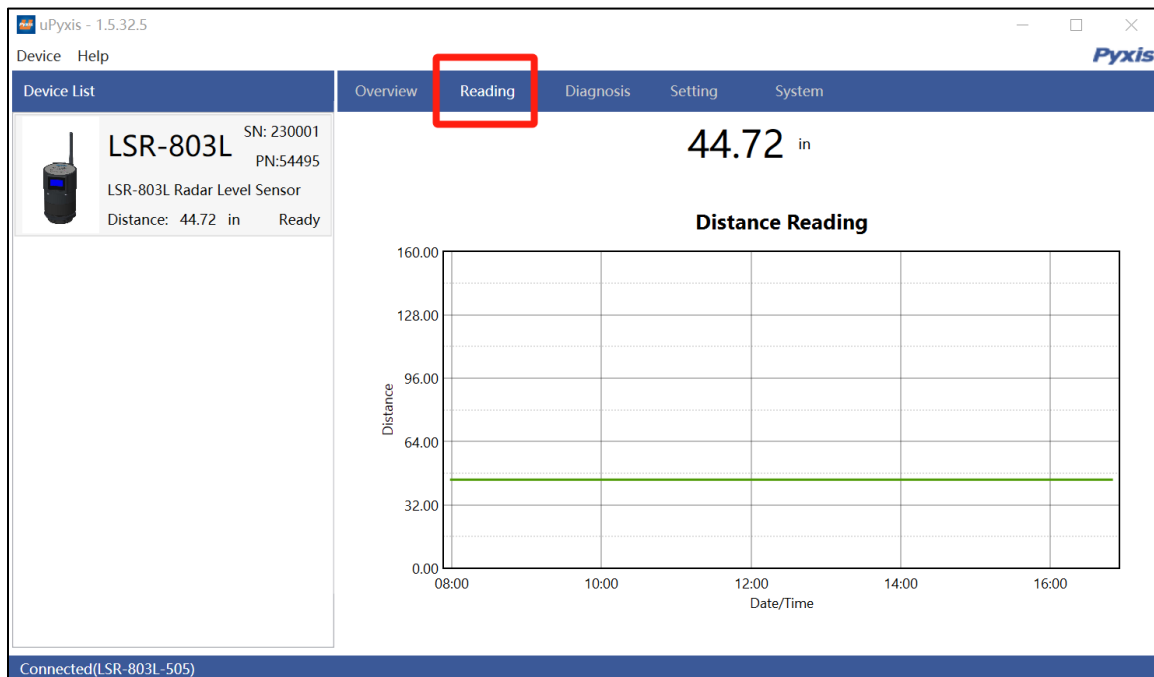 uPyxis - 1.5.32.5
Device Help
Pyxis
Device List
Overview Reading Diagnosis Setting System
LSR-803L
SN: 230001
PN:54495
LSR-803L Radar Level Sensor
Distance: 44.72 in Ready
44.72 in
Distance Reading
160.00
128.00
96.00
64.00
32.00
0.00
Distance
08:00 10:00 12:00 14:00 16:00
Date/Time
Connected(LSR-803L-505)